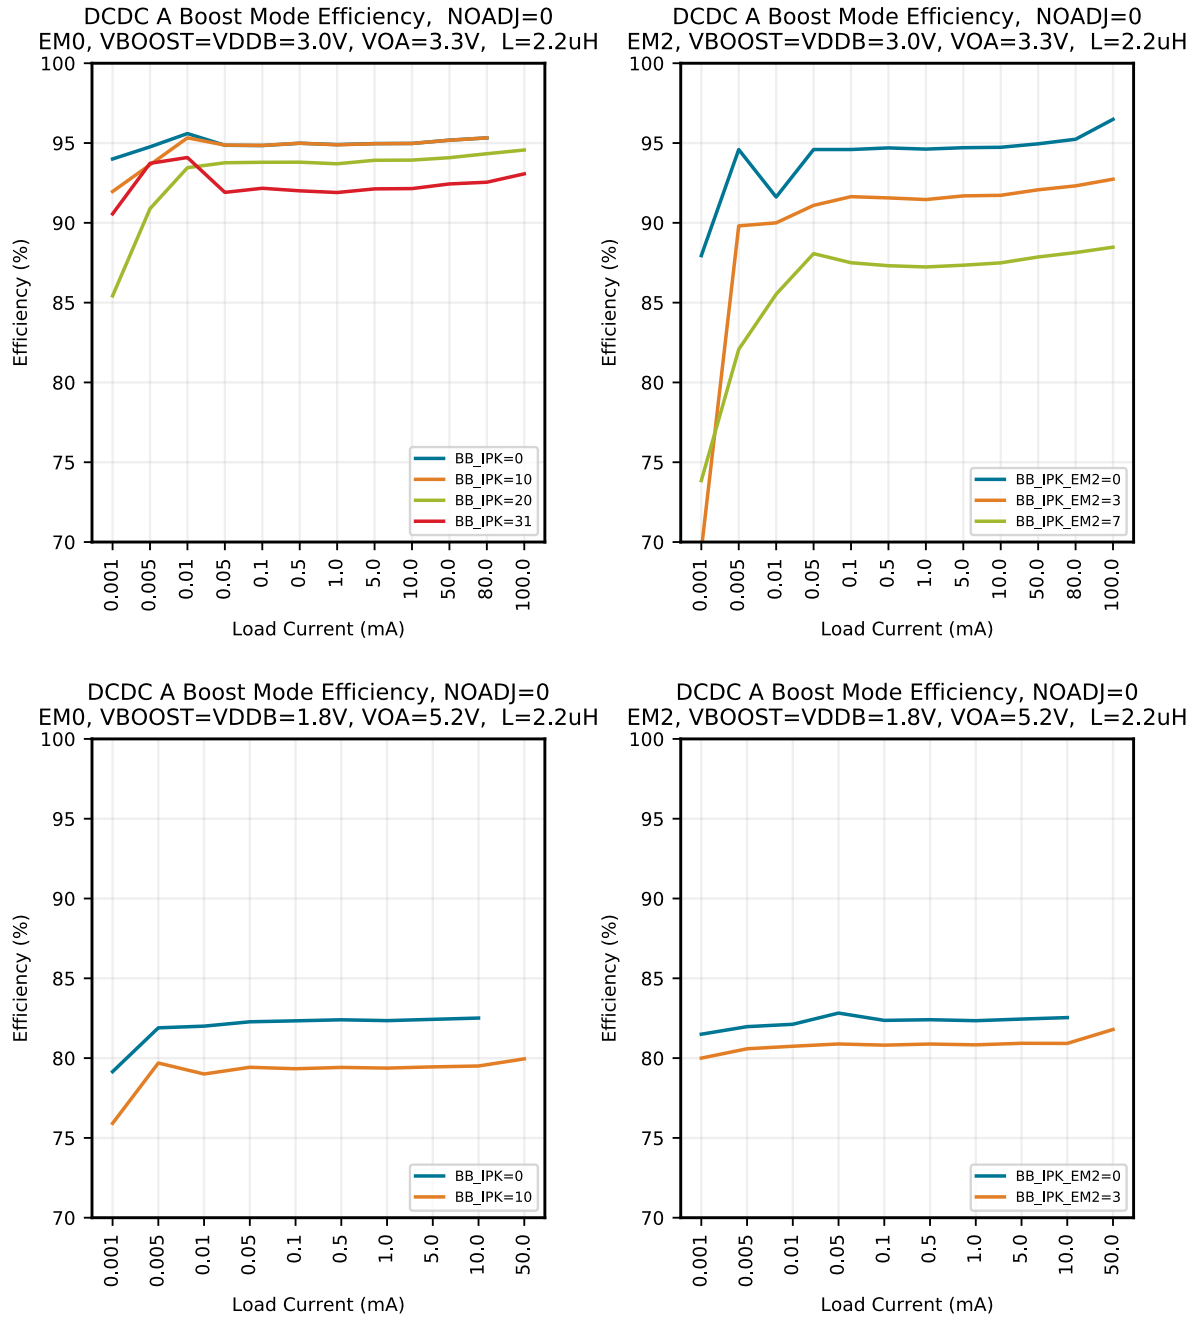 DCDC A Boost Mode Efficiency,  NOADJ=0
EM0, VBOOST=VDDB=3.0V, VOA=3.3V,  L=2.2uH
100
95
90
85
80
75
70
Efficiency (%)
BB_IPK=0
BB_IPK=10
BB_IPK=20
BB_IPK=31
0.001
0.005
0.01
0.05
0.1
0.5
1.0
5.0
10.0
50.0
80.0
100.0
Load Current (mA)
DCDC A Boost Mode Efficiency,  NOADJ=0
EM2, VBOOST=VDDB=3.0V, VOA=3.3V,  L=2.2uH
100
95
90
85
80
75
70
Efficiency (%)
BB_IPK_EM2=0
BB_IPK_EM2=3
BB_IPK_EM2=7
0.001
0.005
0.01
0.05
0.1
0.5
1.0
5.0
10.0
50.0
80.0
100.0
Load Current (mA)
DCDC A Boost Mode Efficiency, NOADJ=0
EM0, VBOOST=VDDB=1.8V, VOA=5.2V,  L=2.2uH
100
95
90
85
80
75
70
Efficiency (%)
BB_IPK=0
BB_IPK=10
0.001
0.005
0.01
0.05
0.1
0.5
1.0
5.0
10.0
50.0
Load Current (mA)
DCDC A Boost Mode Efficiency, NOADJ=0
EM2, VBOOST=VDDB=1.8V, VOA=5.2V,  L=2.2uH
100
95
90
85
80
75
70
Efficiency (%)
BB_IPK_EM2=0
BB_IPK_EM2=3
0.001
0.005
0.01
0.05
0.1
0.5
1.0
5.0
10.0
50.0
Load Current (mA)